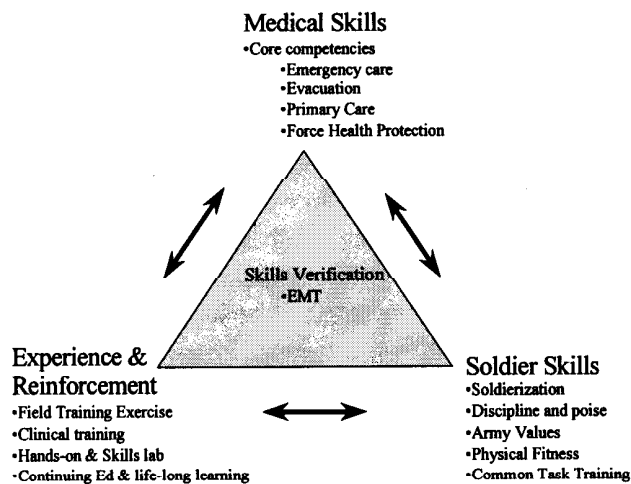 Medical Skills
•Core competencies
•Emergency care
•Evacuation
•Primary Care
•Force Health Protection
Skills Verification
•EMT
Experience &
Reinforcement
•Field Training Exercise
•Clinical training
•Hands-on & Skills lab
•Continuing Ed & life-long learning
Soldier Skills
•Soldierization
•Discipline and poise
•Army Values
•Physical Fitness
•Common Task Training